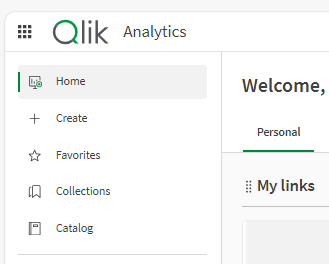 Qlik Analytics
Home
Welcome,
Create
Personal
Favorites
My links
Collections
Catalog